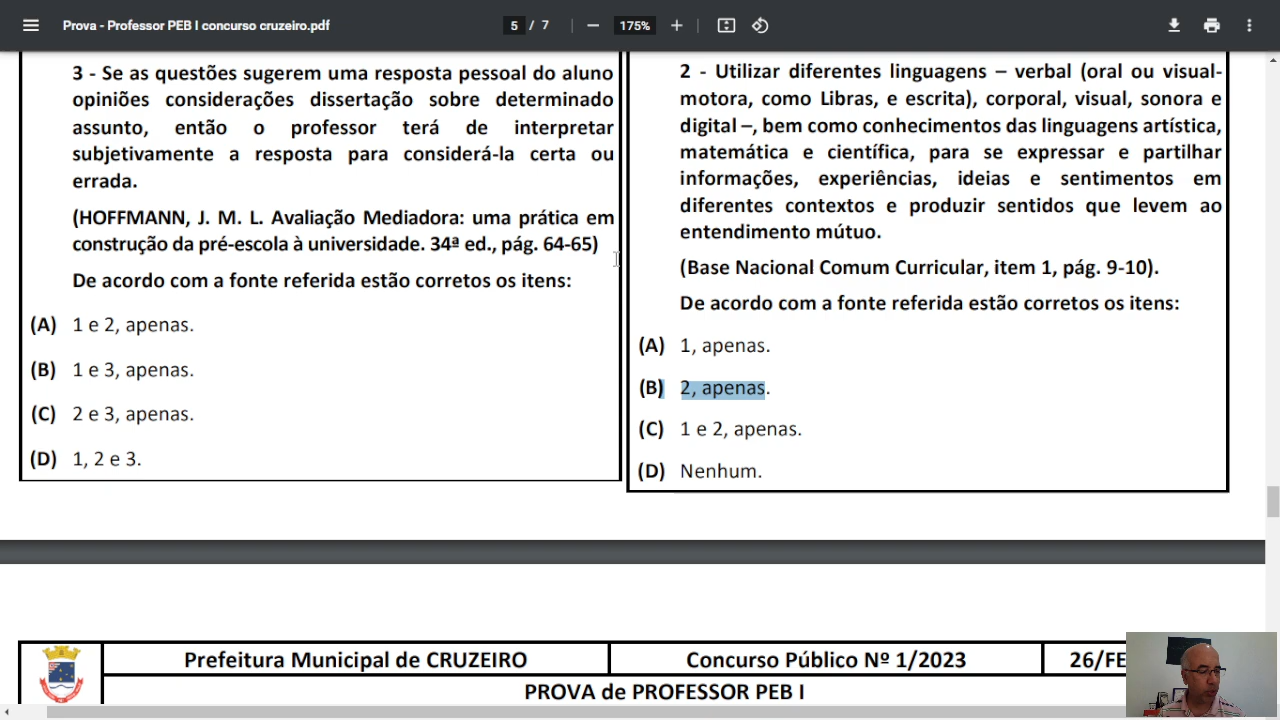 Prova - Professor PEB I concurso cruzeiro.pdf
5 / 7
175%
3 - Se as questões sugerem uma resposta pessoal do aluno
opiniões considerações dissertação sobre determinado
assunto, então o professor terá de interpretar
subjetivamente a resposta para considerá-la certa ou
errada.
(HOFFMANN, J. M. L. Avaliação Mediadora: uma prática em
construção da pré-escola à universidade. 34ª ed., pág. 64-65)
De acordo com a fonte referida estão corretos os itens:
(A) 1 e 2, apenas.
(B) 1 e 3, apenas.
(C) 2 e 3, apenas.
(D) 1, 2 e 3.
2 - Utilizar diferentes linguagens – verbal (oral ou visual-
motora, como Libras, e escrita), corporal, visual, sonora e
digital –, bem como conhecimentos das linguagens artística,
matemática e científica, para se expressar e partilhar
informações, experiências, ideias e sentimentos em
diferentes contextos e produzir sentidos que levem ao
entendimento mútuo.
(Base Nacional Comum Curricular, item 1, pág. 9-10).
De acordo com a fonte referida estão corretos os itens:
(A) 1, apenas.
(B) 2, apenas.
(C) 1 e 2, apenas.
(D) Nenhum.
Prefeitura Municipal de CRUZEIRO
Concurso Público Nº 1/2023
26/FE
PROVA de PROFESSOR PEB I